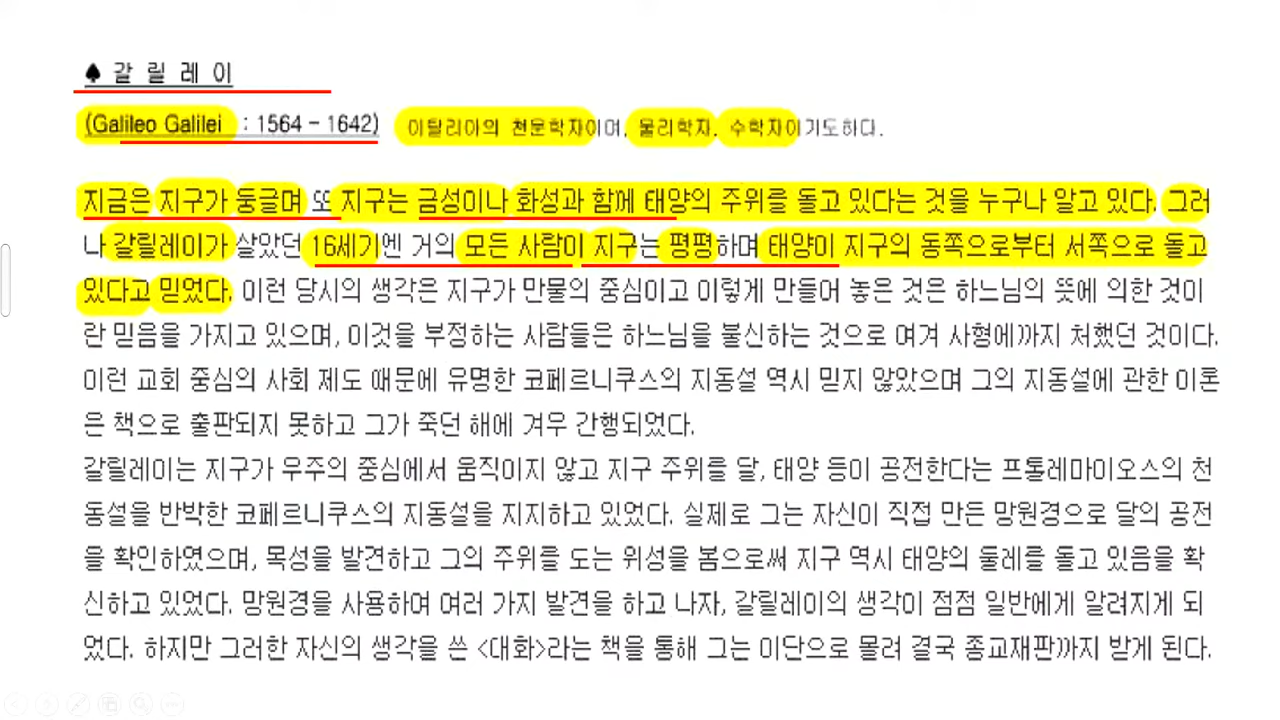 ♠ 갈 릴 레 이
(Galileo Galilei : 1564 - 1642) 이탈리아의 천문학자이며, 물리학자, 수학자이기도하다.
지금은 지구가 둥글며 또 지구는 금성이나 화성과 함께 태양의 주위를 돌고 있다는 것을 누구나 알고 있다. 그러
나 갈릴레이가 살았던 16세기엔 거의 모든 사람이 지구는 평평하며 태양이 지구의 동쪽으로부터 서쪽으로 돌고
있다고 믿었다. 이런 당시의 생각은 지구가 만물의 중심이고 이렇게 만들어 놓은 것은 하느님의 뜻에 의한 것이
란 믿음을 가지고 있으며, 이것을 부정하는 사람들은 하느님을 불신하는 것으로 여겨 사형에까지 처했던 것이다.
이런 교회 중심의 사회 제도 때문에 유명한 코페르니쿠스의 지동설 역시 믿지 않았으며 그의 지동설에 관한 이론
은 책으로 출판되지 못하고 그가 죽던 해에 겨우 간행되었다.
갈릴레이는 지구가 우주의 중심에서 움직이지 않고 지구 주위를 달, 태양 등이 공전한다는 프톨레마이오스의 천
동설을 반박한 코페르니쿠스의 지동설을 지지하고 있었다. 실제로 그는 자신이 직접 만든 망원경으로 달의 공전
을 확인하였으며, 목성을 발견하고 그의 주위를 도는 위성을 봄으로써 지구 역시 태양의 둘레를 돌고 있음을 확
신하고 있었다. 망원경을 사용하여 여러 가지 발견을 하고 나자, 갈릴레이의 생각이 점점 일반에게 알려지게 되
었다. 하지만 그러한 자신의 생각을 쓴 <대화>라는 책을 통해 그는 이단으로 몰려 결국 종교재판까지 받게 된다.